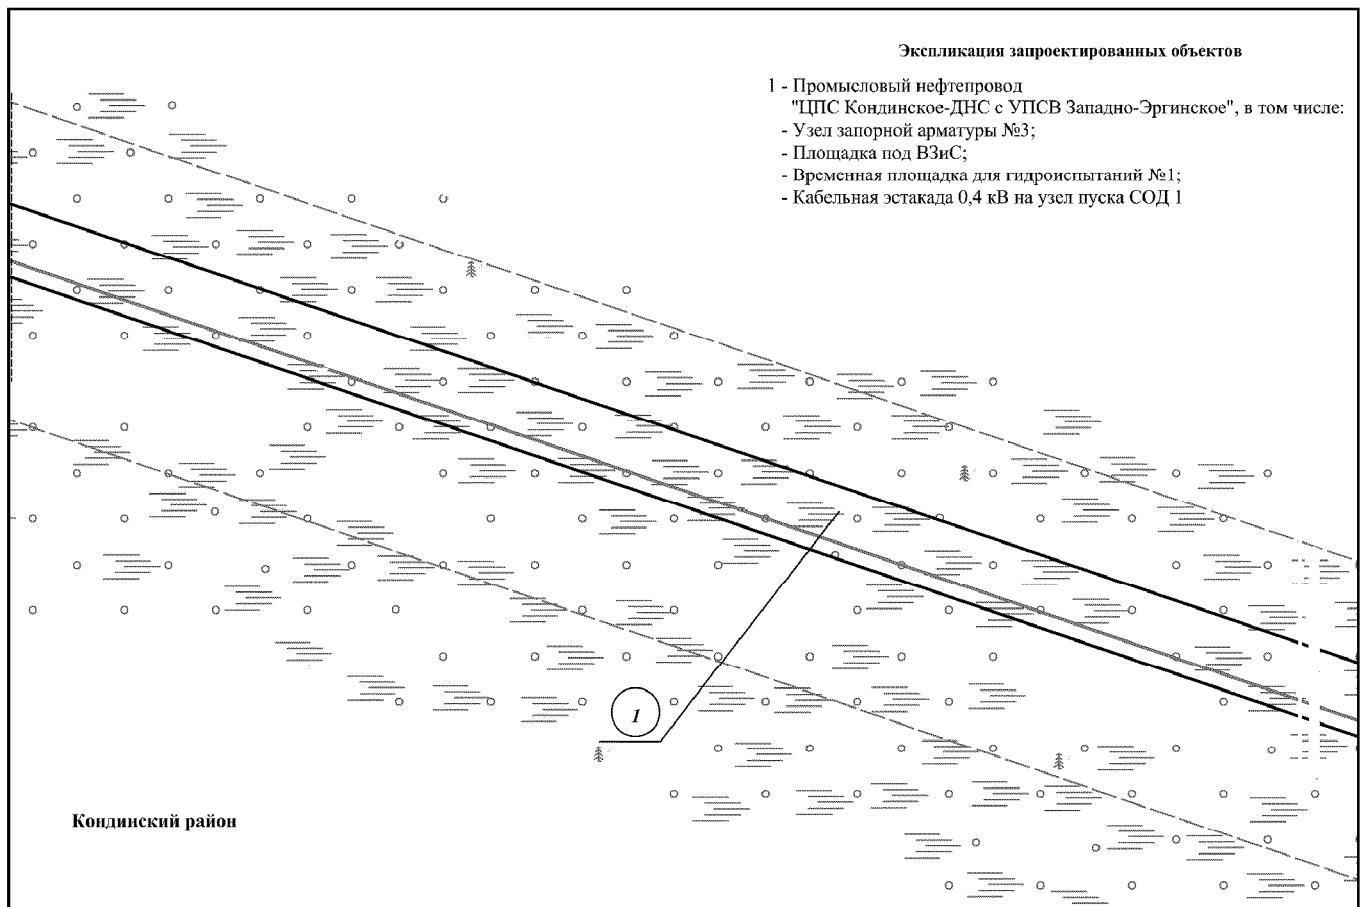 Экспликация запроектированных объектов
1 - Промысловый нефтепровод
"ЦПС Кондинское-ДНС с УПСВ Западно-Эргинское", в том числе:
- Узел запорной арматуры №3;
- Площадка под ВЗиС;
- Временная площадка для гидроиспытаний №1;
- Кабельная эстакада 0,4 кВ на узел пуска СОД 1
1
Кондинский район